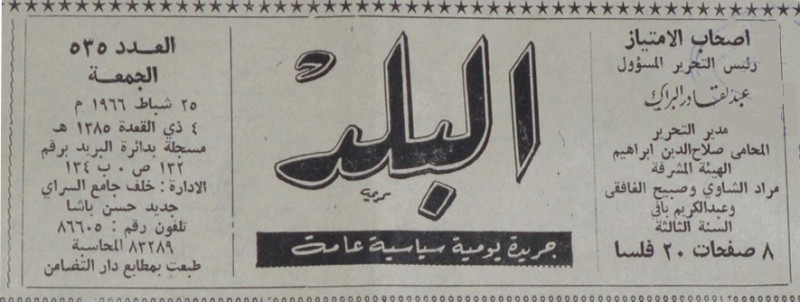 اصحاب الامتياز
رئيس التحرير المسؤول
عبدالقادر البراك
مدير التحرير
المحامى صلاح الدين ابراهيم
الهيئة المشرفة
مراد الشاوي وصبيح الغافقي
وعبدالكريم بافي
السنة الثالثة
٨ صفحات ٢٠ فلسا
البلد
جريدة يومية سياسية عامة
العدد ٥٣٥
الجمعة
٢٥ شباط ١٩٦٦ م
٤ ذي القعدة ١٣٨٥ هـ
مسجلة بدائرة البريد برقم
١٣٢ ص ٠ ب ١٣٤
الادارة : خلف جامع السراي
جديد حسن باشا
تلفون رقم : ٨٦٦٠٥
٨٣٢٨٩ المحاسبة
طبعت بمطابع دار التضامن